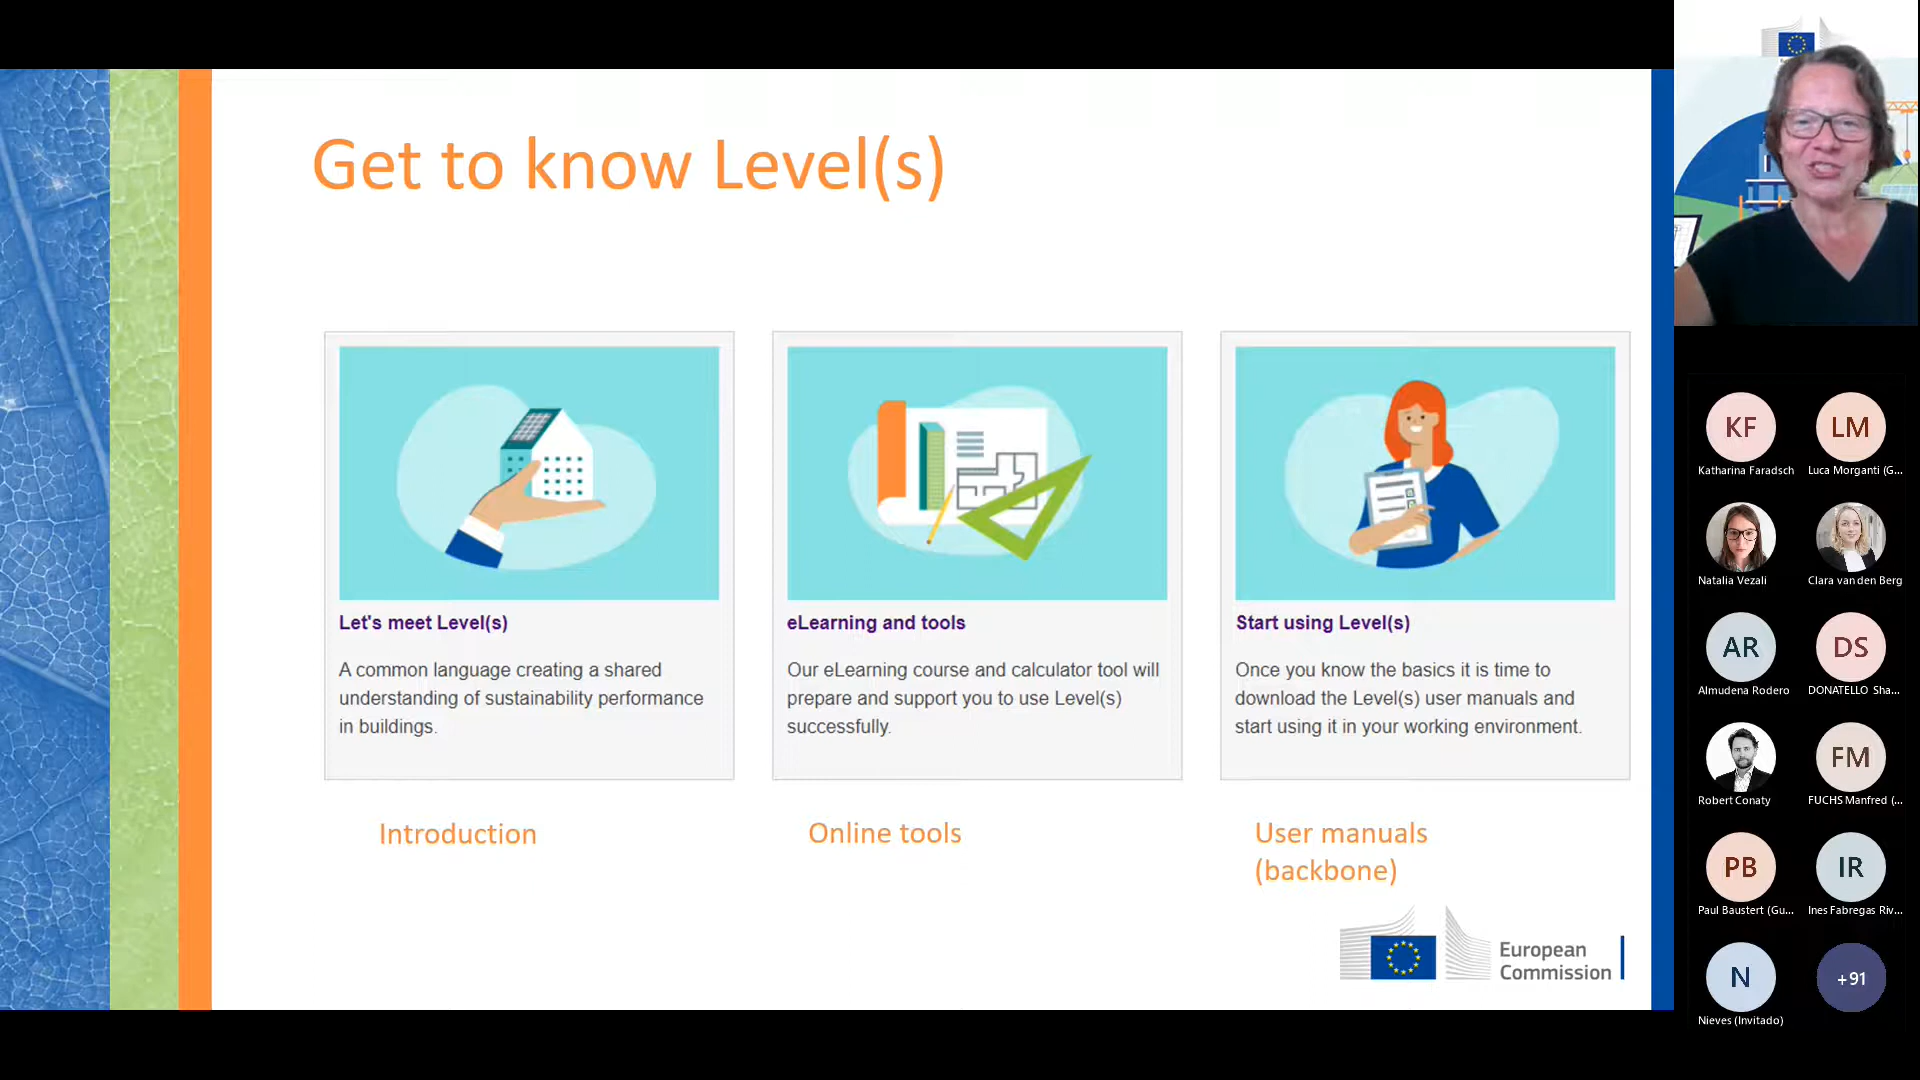 Get to know Level(s)
Let's meet Level(s)
A common language creating a shared
understanding of sustainability performance
in buildings.
Introduction
eLearning and tools
Our eLearning course and calculator tool will
prepare and support you to use Level(s)
successfully.
Online tools
Start using Level(s)
Once you know the basics it is time to
download the Level(s) user manuals and
start using it in your working environment.
User manuals
(backbone)
European
Commission
KF
Katharina Faradsch
LM
Luca Morganti (G...
Natalia Vezali
Clara van den Berg
AR
Almudena Rodero
DS
DONATELLO Sha...
Robert Conaty
FM
FUCHS Manfred (...
PB
Paul Baustert (Gu...
IR
Ines Fabregas Riv...
N
Nieves (Invitado)
+91